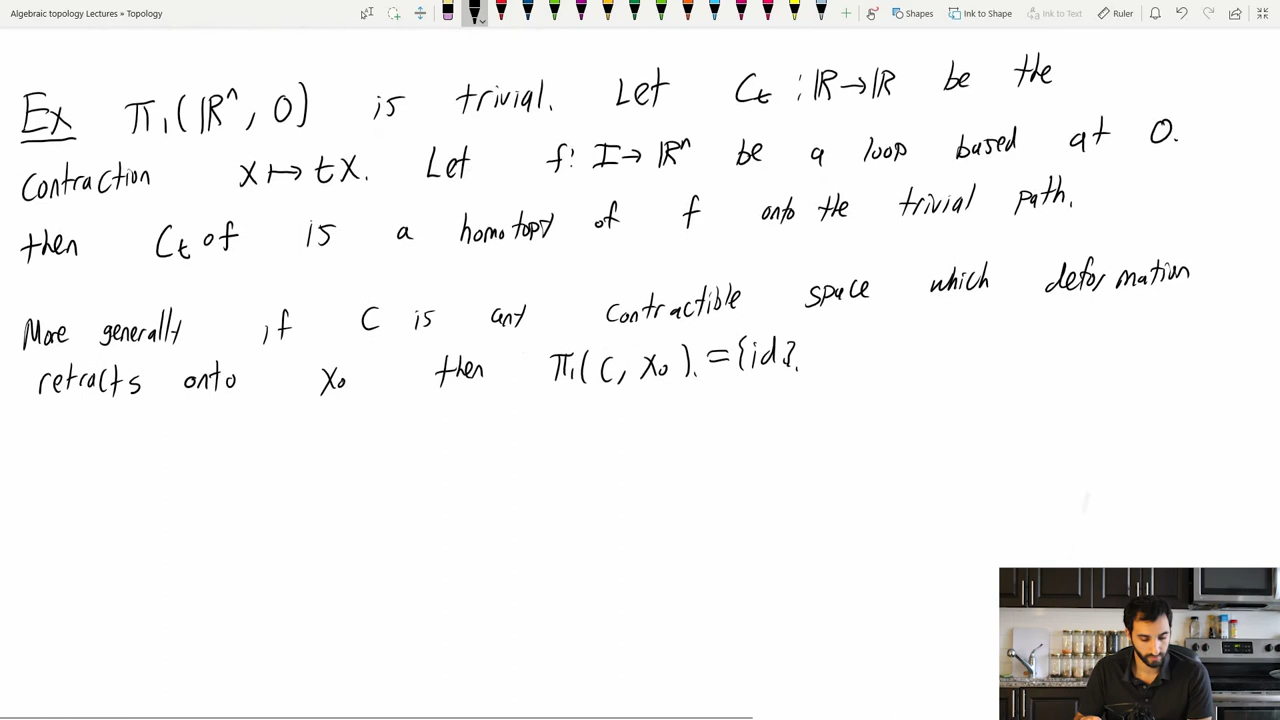 Algebraic topology Lectures » Topology
Shapes
Ink to Shape
Ink to Text
Ruler
Ex π₁(ℝⁿ, 0) is trivial. Let Cₜ : ℝ→ℝ be the
contraction x ↦ tx. Let f: I→ ℝⁿ be a loop based at 0.
then Cₜ∘f is a homotopy of f onto the trivial path.
More generally if C is any contractible space which deformation
retracts onto x₀ then π₁(C, x₀). = {id}.